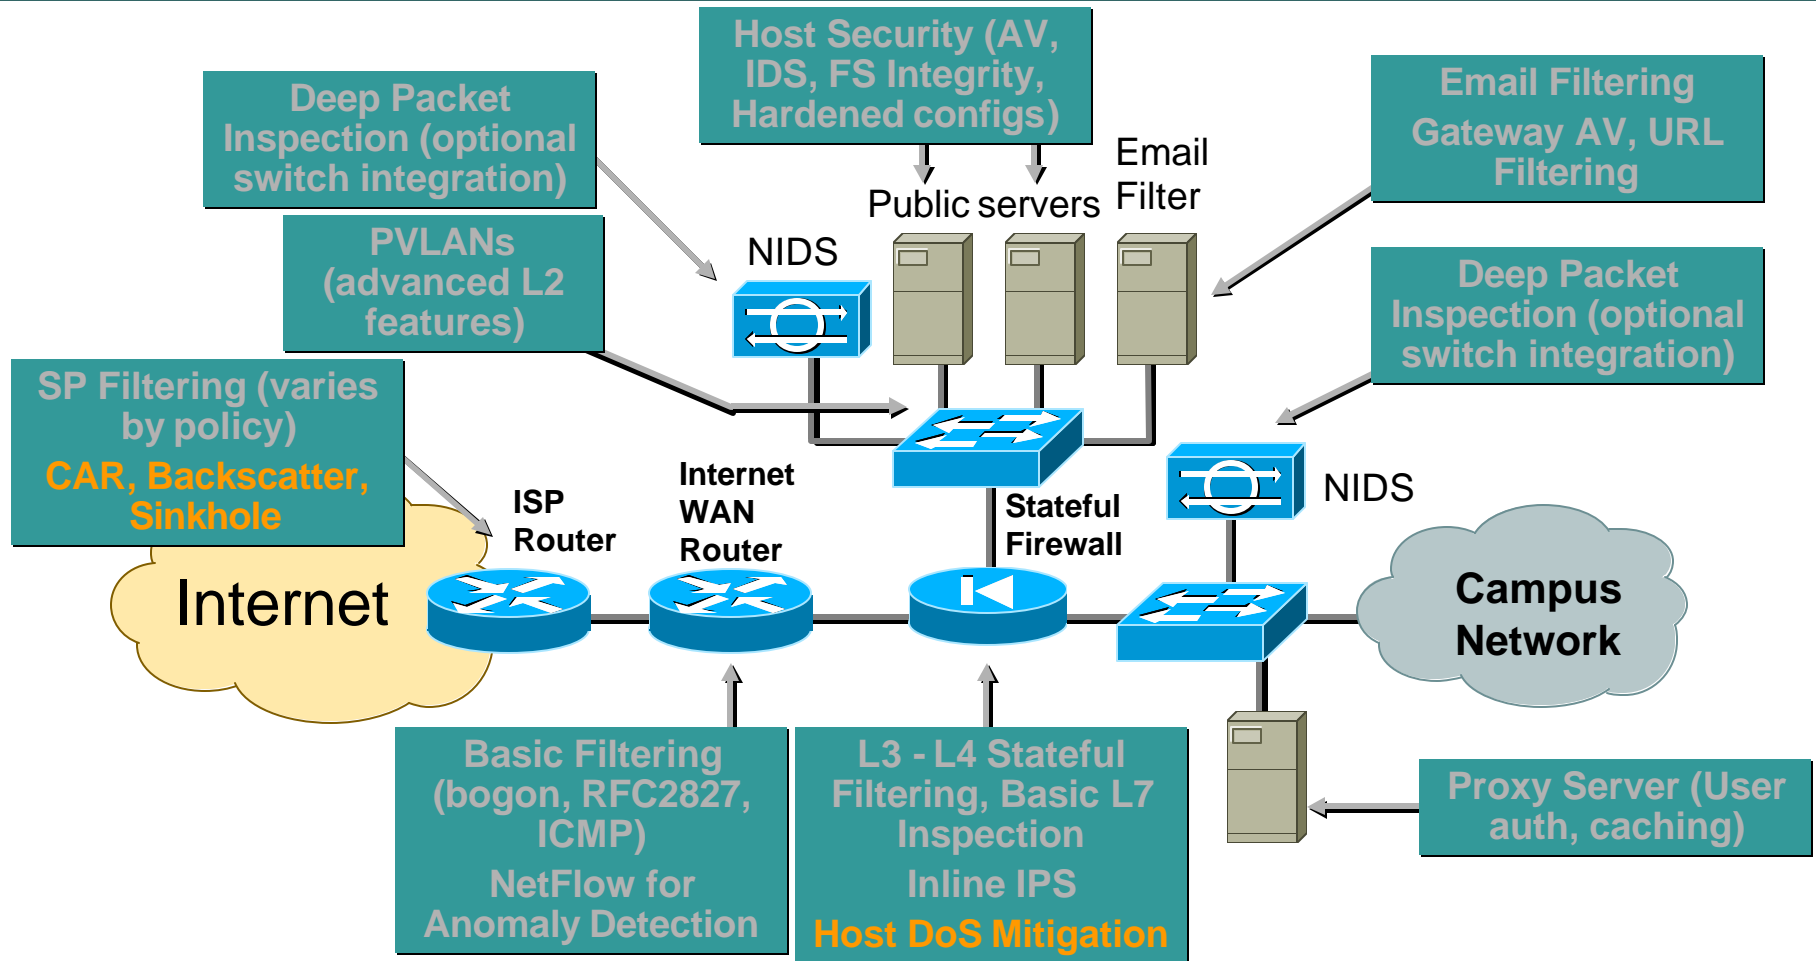 Host Security (AV,
IDS, FS Integrity,
Hardened configs)
Deep Packet
Inspection (optional
switch integration)
Email Filtering
Gateway AV, URL
Filtering
Email
Filter
Public servers
NIDS
PVLANs
(advanced L2
features)
Deep Packet
Inspection (optional
switch integration)
SP Filtering (varies
by policy)
CAR, Backscatter,
Sinkhole
ISP
Router
Internet
WAN
Router
Stateful
Firewall
NIDS
Internet
Campus
Network
Basic Filtering
(bogon, RFC2827,
ICMP)
NetFlow for
Anomaly Detection
L3 - L4 Stateful
Filtering, Basic L7
Inspection
Inline IPS
Host DoS Mitigation
Proxy Server (User
auth, caching)